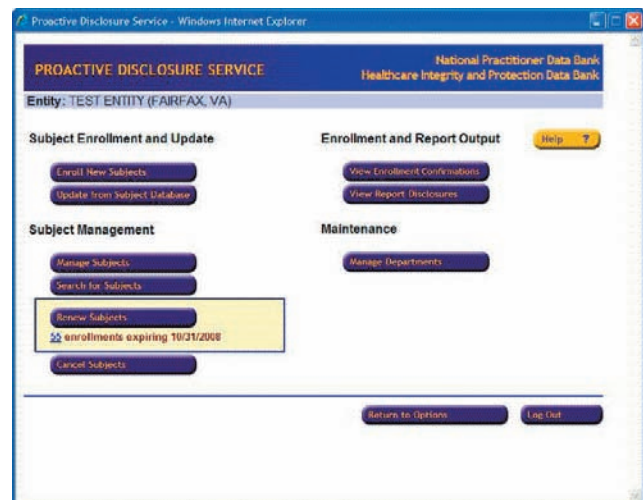 Proactive Disclosure Service - Windows Internet Explorer
PROACTIVE DISCLOSURE SERVICE
National Practitioner Data Bank
Healthcare Integrity and Protection Data Bank
Entity: TEST ENTITY (FAIRFAX, VA)
Subject Enrollment and Update
Enroll New Subjects
Update from Subject Database
Subject Management
Manage Subjects
Search for Subjects
Renew Subjects
55 enrollments expiring 10/31/2008
Cancel Subjects
Enrollment and Report Output
Help ?
View Enrollment Confirmations
View Report Disclosures
Maintenance
Manage Departments
Return to Options
Log Out